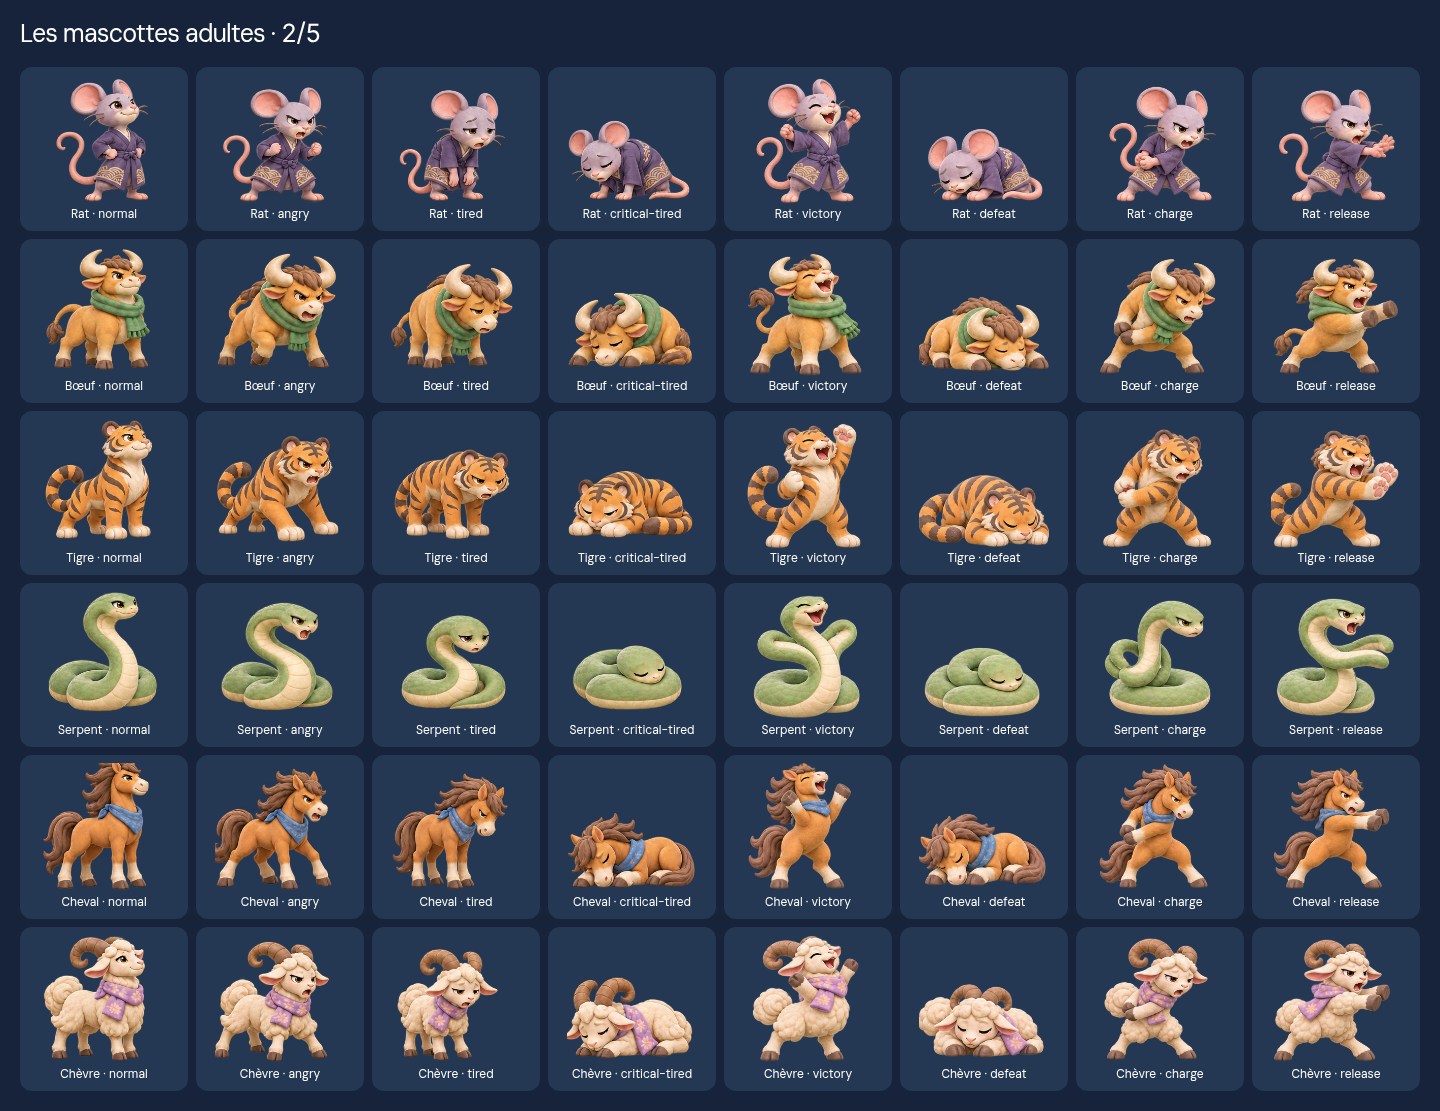 Les mascottes adultes · 2/5
Rat · normal
Rat · angry
Rat · tired
Rat · critical-tired
Rat · victory
Rat · defeat
Rat · charge
Rat · release
Bœuf · normal
Bœuf · angry
Bœuf · tired
Bœuf · critical-tired
Bœuf · victory
Bœuf · defeat
Bœuf · charge
Bœuf · release
Tigre · normal
Tigre · angry
Tigre · tired
Tigre · critical-tired
Tigre · victory
Tigre · defeat
Tigre · charge
Tigre · release
Serpent · normal
Serpent · angry
Serpent · tired
Serpent · critical-tired
Serpent · victory
Serpent · defeat
Serpent · charge
Serpent · release
Cheval · normal
Cheval · angry
Cheval · tired
Cheval · critical-tired
Cheval · victory
Cheval · defeat
Cheval · charge
Cheval · release
Chèvre · normal
Chèvre · angry
Chèvre · tired
Chèvre · critical-tired
Chèvre · victory
Chèvre · defeat
Chèvre · charge
Chèvre · release